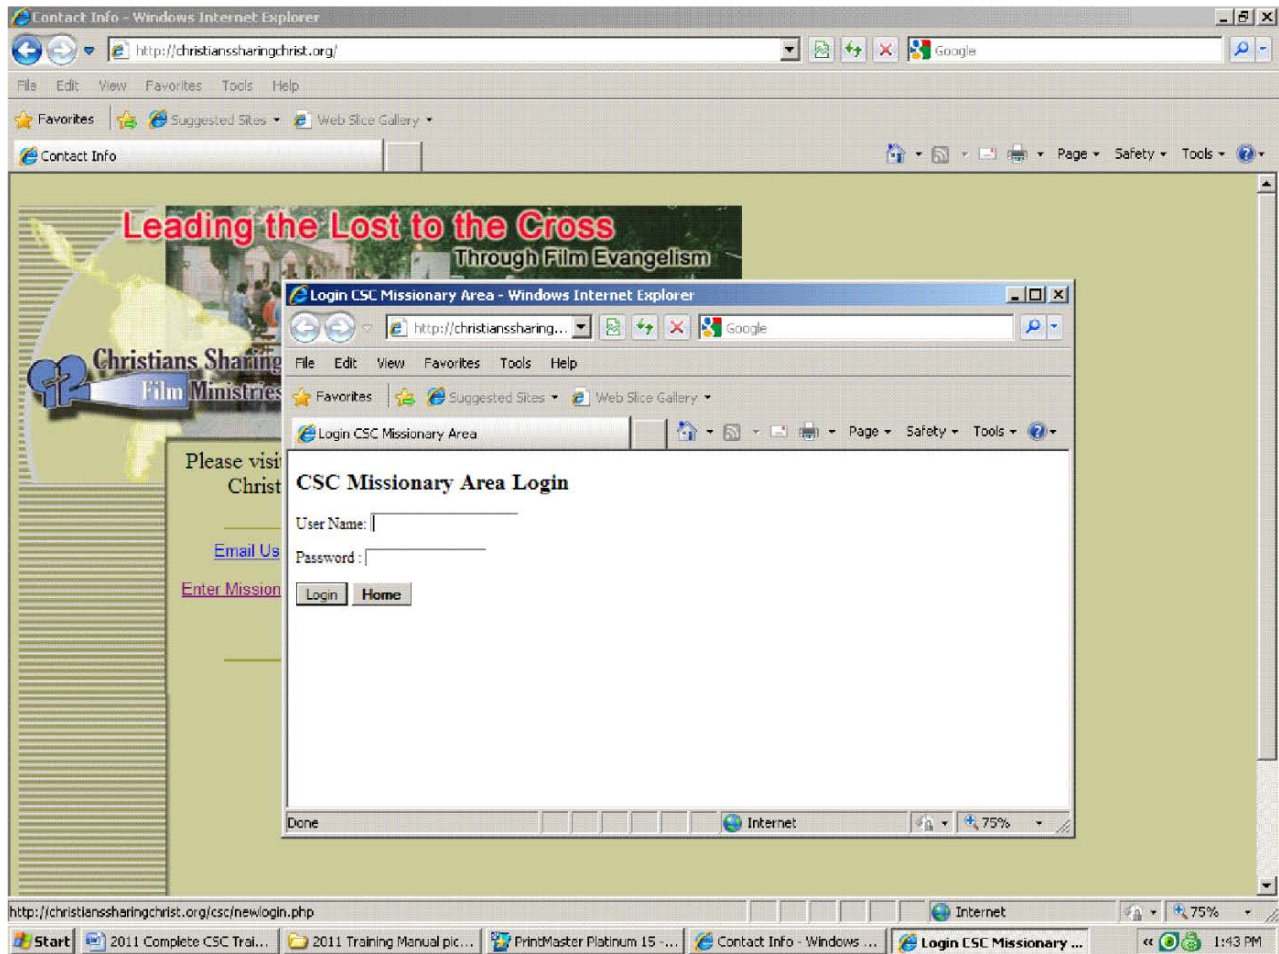 Contact Info - Windows Internet Explorer
http://christianssharingchrist.org/
Google
File Edit View Favorites Tools Help
Favorites Suggested Sites Web Slice Gallery
Contact Info
Page Safety Tools
Leading the Lost to the Cross
Through Film Evangelism
Christians Sharing
Film Ministries
Please visi
Christ
Email Us
Enter Mission
Login CSC Missionary Area - Windows Internet Explorer
http://christianssharing...
Google
File Edit View Favorites Tools Help
Favorites Suggested Sites Web Slice Gallery
Login CSC Missionary Area
Page Safety Tools
CSC Missionary Area Login
User Name:
Password :
Login Home
Done Internet 75%
http://christianssharingchrist.org/csc/newlogin.php Internet 75%
Start 2011 Complete CSC Trai... 2011 Training Manual pic... PrintMaster Platinum 15 -... Contact Info - Windows ... Login CSC Missionary ... « 1:43 PM